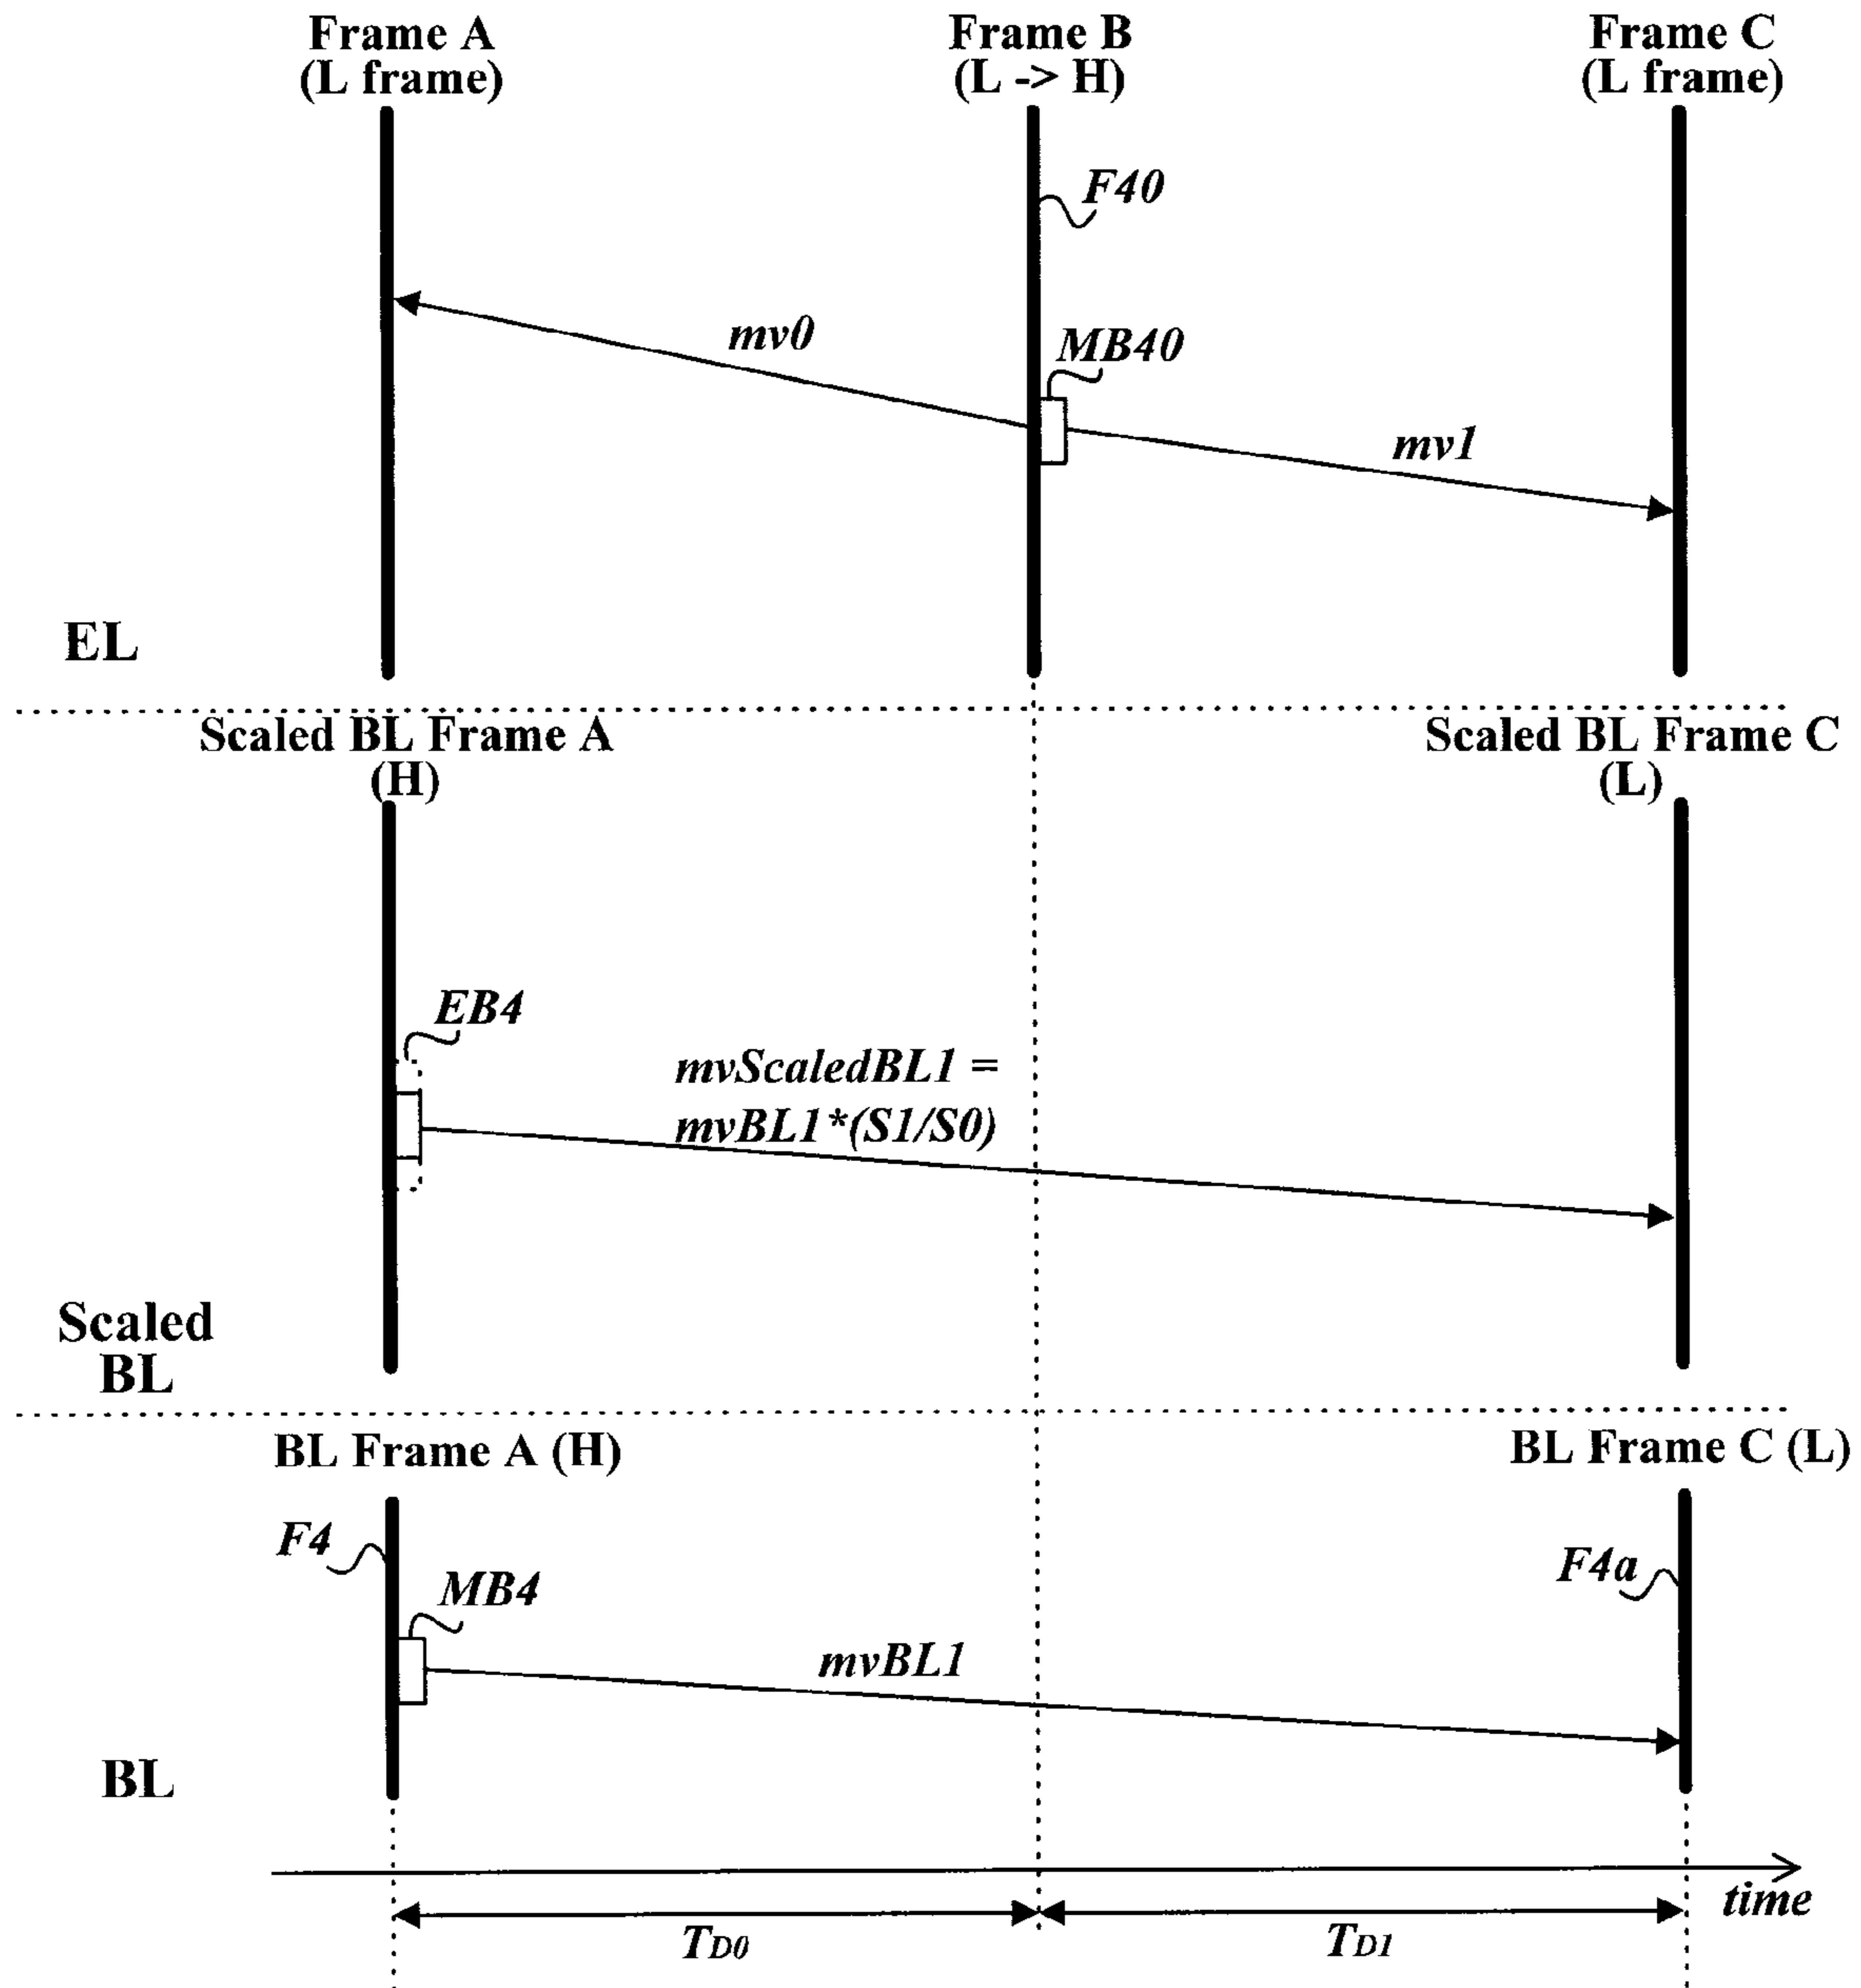 Frame A
(L frame)
Frame B
(L -> H)
Frame C
(L frame)
F40
mv0
MB40
mv1
EL
Scaled BL Frame A
(H)
Scaled BL Frame C
(L)
EB4
mvScaledBL1 =
mvBL1*(S1/S0)
Scaled
BL
BL Frame A (H)
BL Frame C (L)
F4
F4a
MB4
mvBL1
BL
time
TD0
TD1